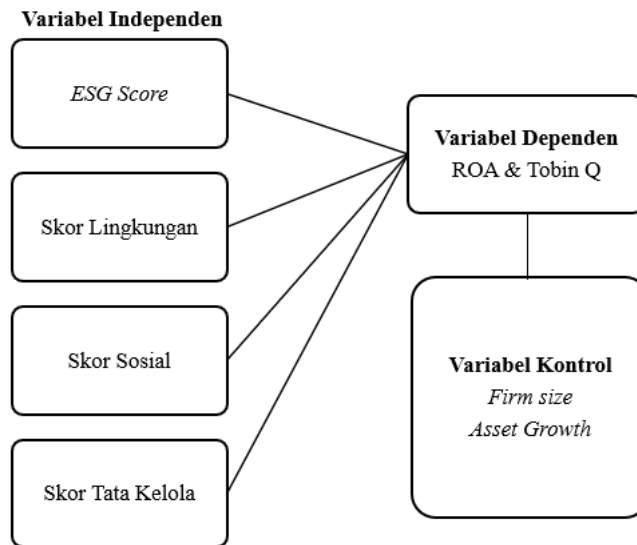 Variabel Independen
ESG Score
Skor Lingkungan
Skor Sosial
Skor Tata Kelola
Variabel Dependen
ROA & Tobin Q
Variabel Kontrol
Firm size
Asset Growth